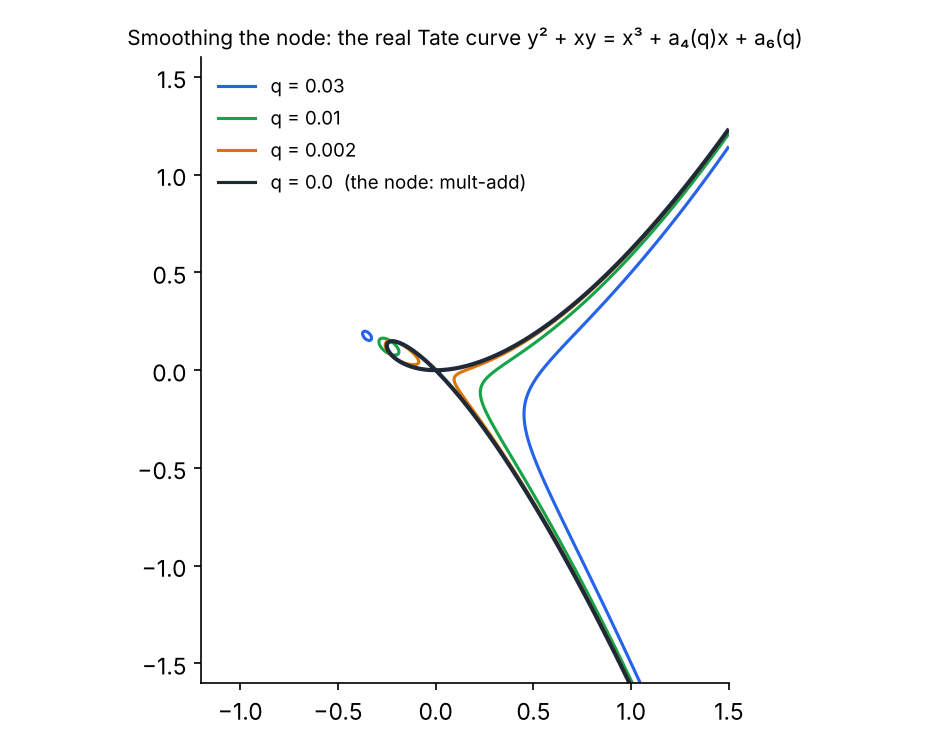 Smoothing the node: the real Tate curve y² + xy = x³ + a₄(q)x + a₆(q)
1.5
1.0
0.5
0.0
−0.5
−1.0
−1.5
q = 0.03
q = 0.01
q = 0.002
q = 0.0 (the node: mult-add)
−1.0
−0.5
0.0
0.5
1.0
1.5